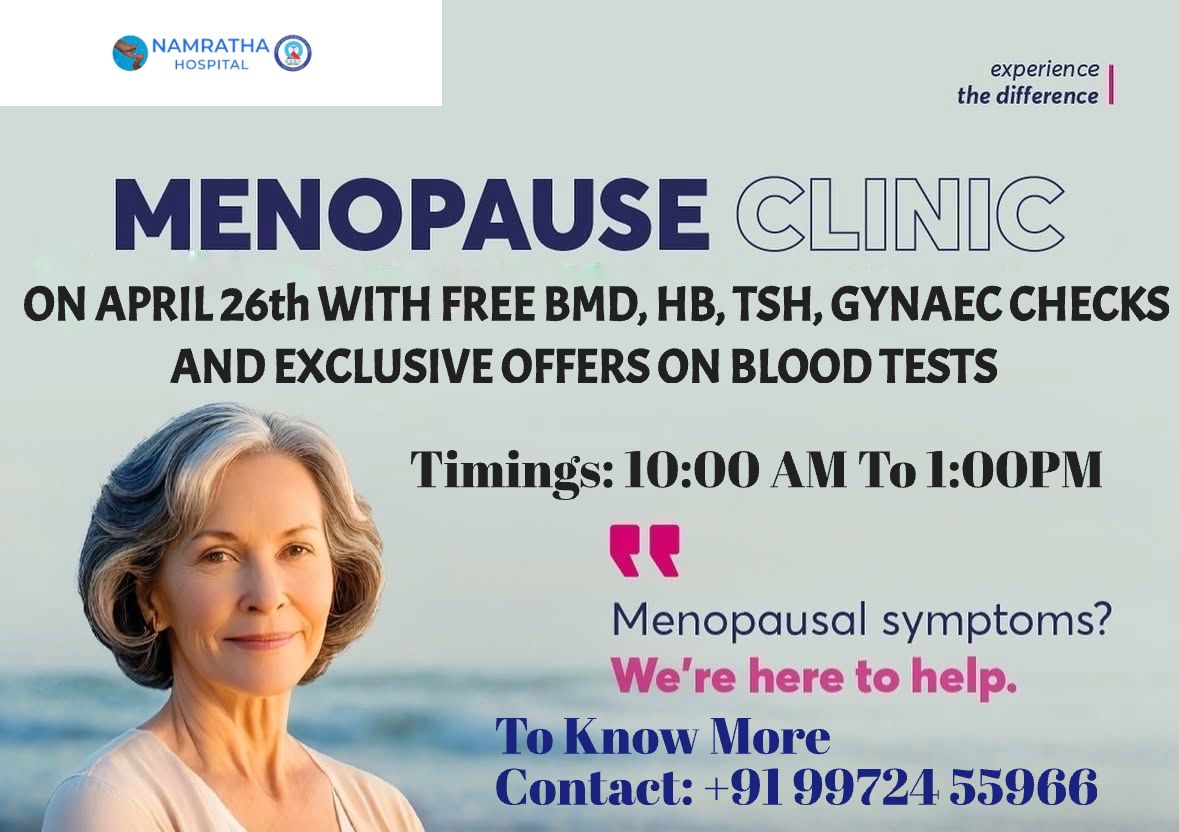 NAMRATHA
HOSPITAL
experience
the difference
MENOPAUSE CLINIC
ON APRIL 26th WITH FREE BMD, HB, TSH, GYNAEC CHECKS
AND EXCLUSIVE OFFERS ON BLOOD TESTS
Timings: 10:00 AM To 1:00PM
Menopausal symptoms?
We're here to help.
To Know More
Contact: +91 99724 55966